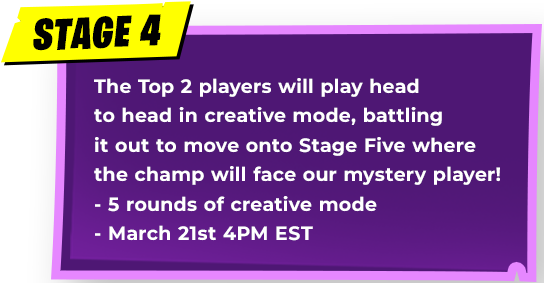 STAGE 4
The Top 2 players will play head
to head in creative mode, battling
it out to move onto Stage Five where
the champ will face our mystery player!
- 5 rounds of creative mode
- March 21st 4PM EST